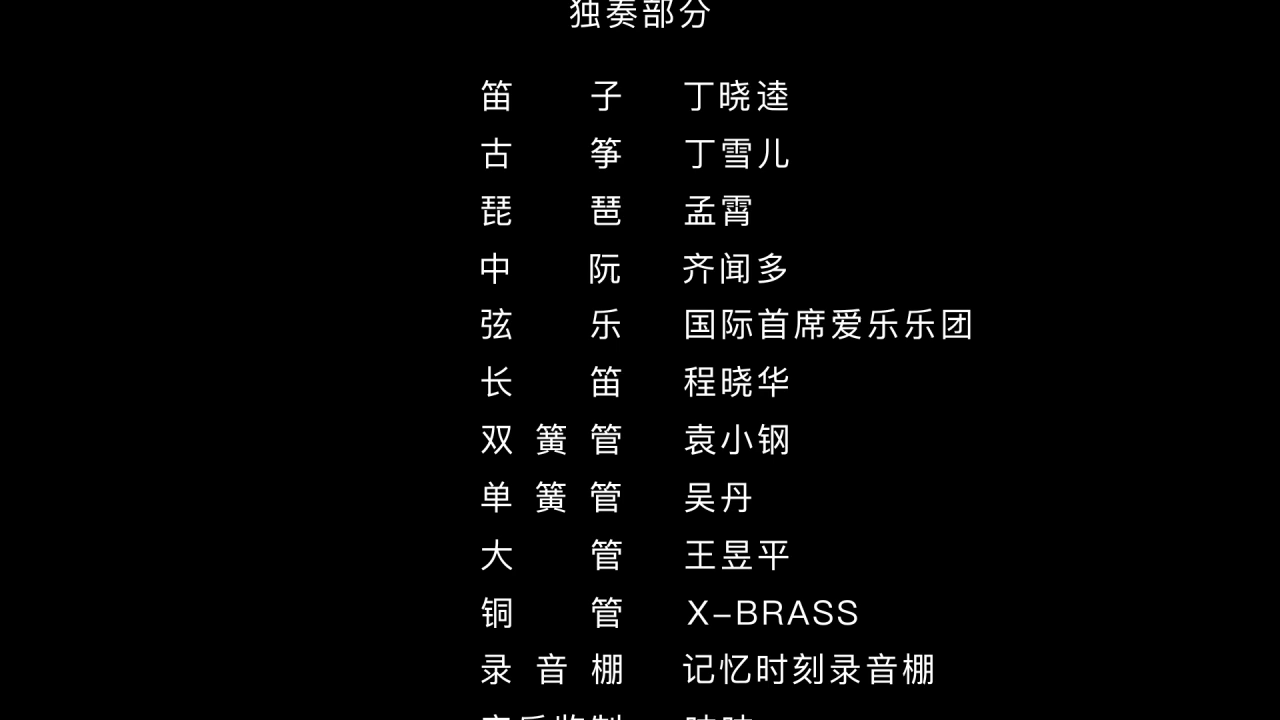 独奏部分
笛子 丁晓逵
古筝 丁雪儿
琵琶 孟霄
中阮 齐闻多
弦乐 国际首席爱乐乐团
长笛 程晓华
双簧管 袁小钢
单簧管 吴丹
大管 王昱平
铜管 X-BRASS
录音棚 记忆时刻录音棚